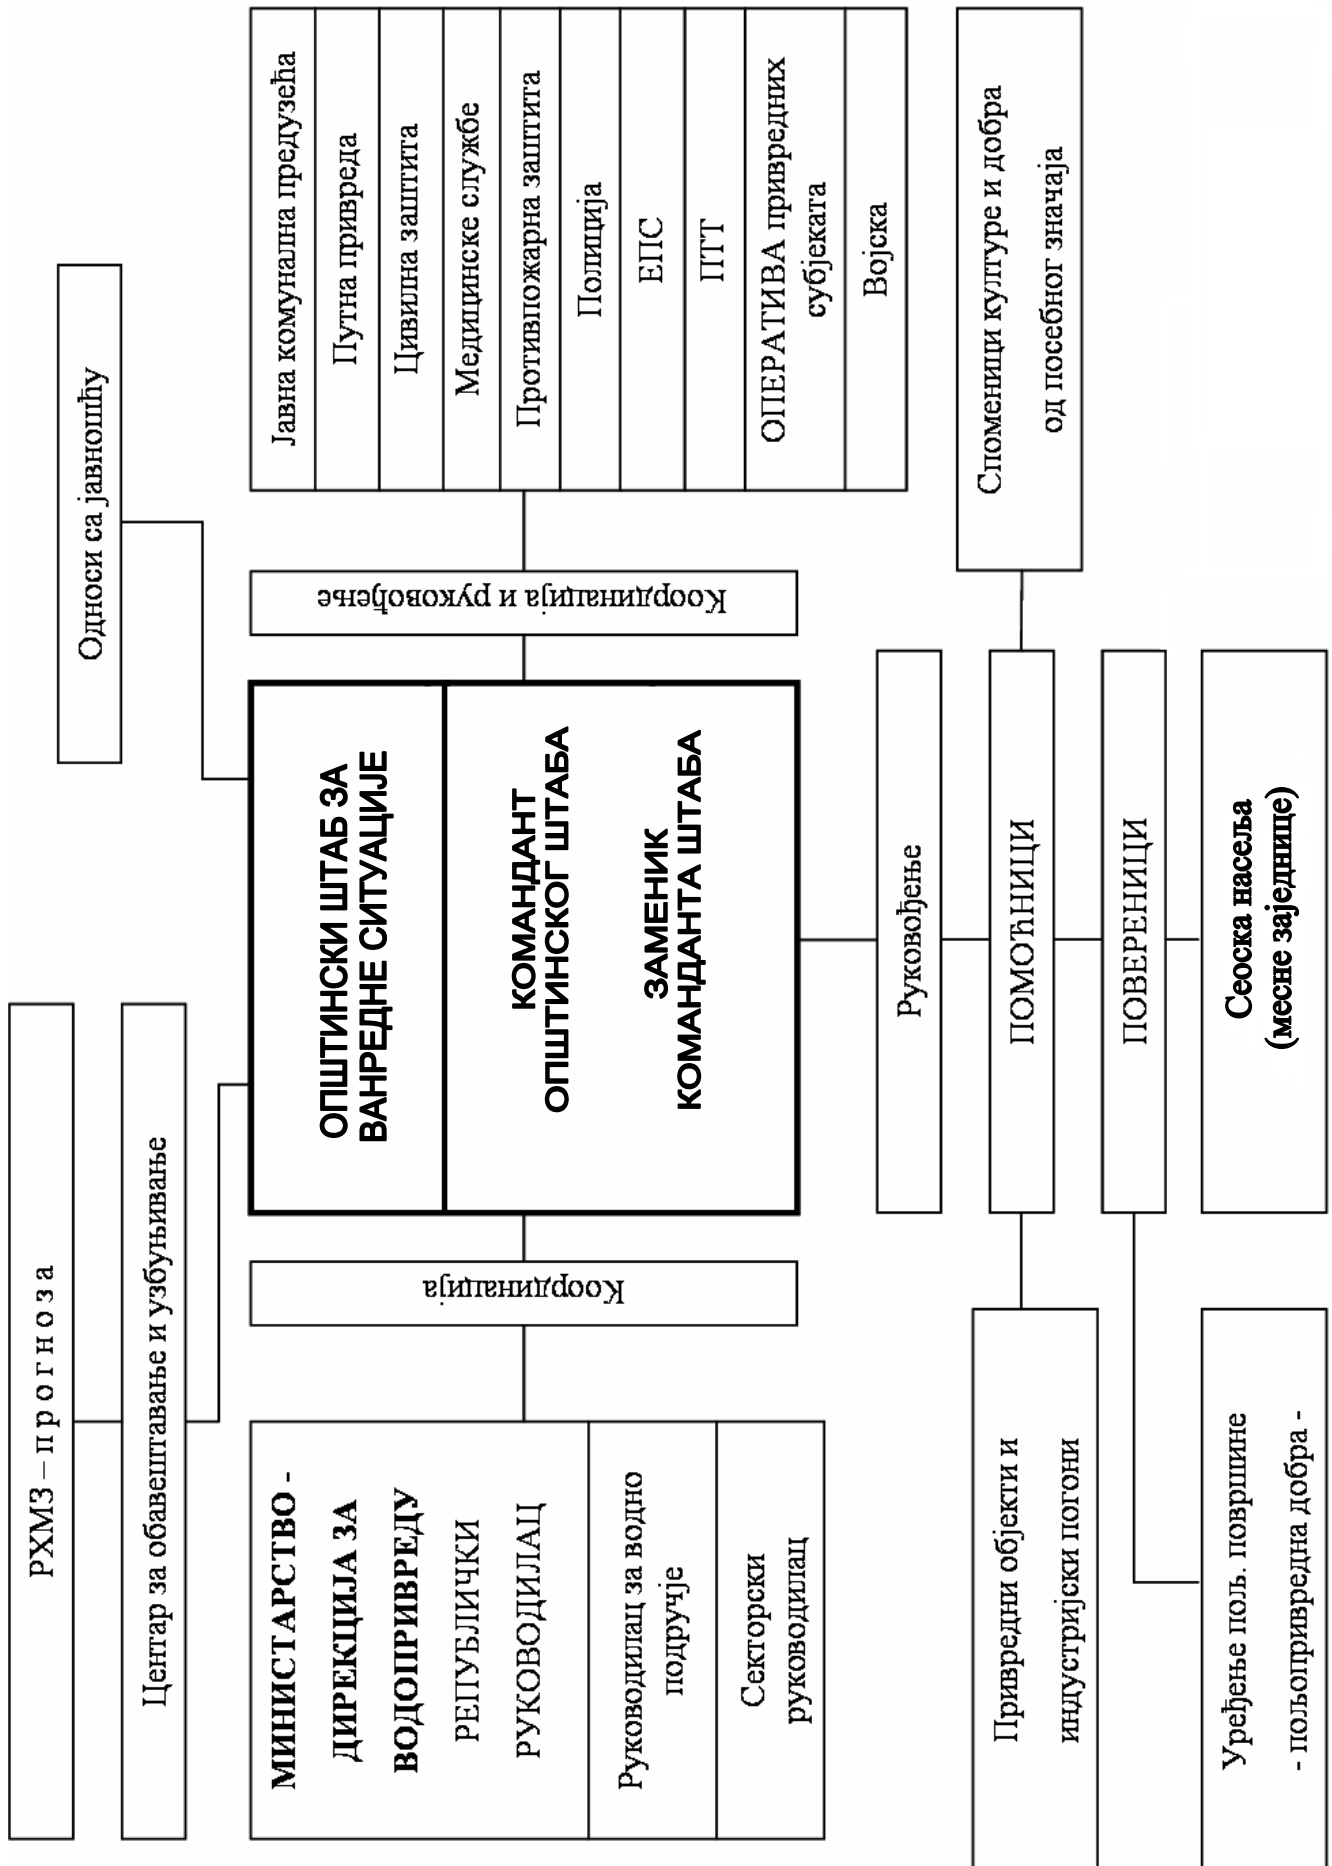 РХМЗ – п р о г н о з а
Центар за обавештавање и узбуњивање
Односи са јавношћу
МИНИСТАРСТВО -
ДИРЕКЦИЈА ЗА
ВОДОПРИВРЕДУ
РЕПУБЛИЧКИ
РУКОВОДИЛАЦ
Руководилац за водно
подручје
Секторски
руководилац
Координација
ОПШТИНСКИ ШТАБ ЗА
ВАНРЕДНЕ СИТУАЦИЈЕ
КОМАНДАНТ
ОПШТИНСКОГ ШТАБА
ЗАМЕНИК
КОМАНДАНТА ШТАБА
Координација и руковођење
Јавна комунална предузећа
Путна привреда
Цивилна заштита
Медицинске службе
Противпожарна заштита
Полиција
ЕПС
ПТТ
ОПЕРАТИВА привредних
субјеката
Војска
Руковођење
Привредни објекти и
индустријски погони
ПОМОЋНИЦИ
Споменици културе и добра
од посебног значаја
ПОВЕРЕНИЦИ
Уређење пољ. површине
- пољопривредна добра -
Сеоска насеља
(месне заједнице)